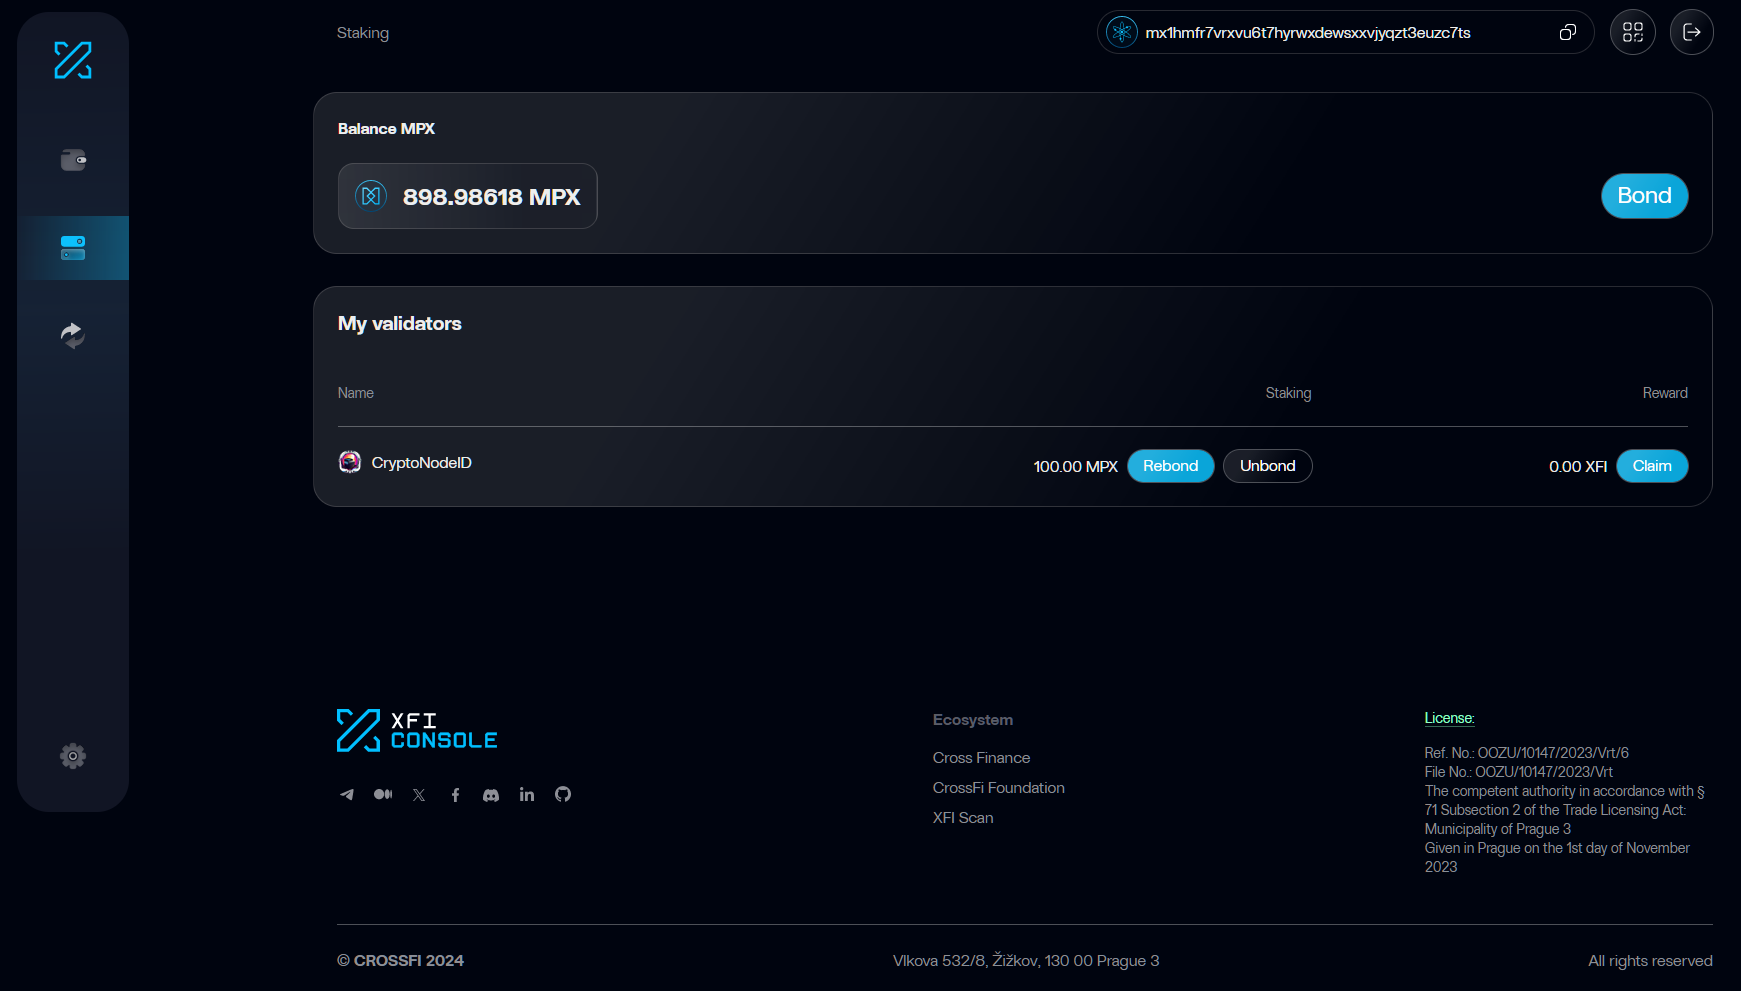 Staking
mx1hmfr7vrxvu6t7hyrwxdewsxxvjyqzt3euzc7ts
Balance MPX
898.98618 MPX
Bond
My validators
Name
Staking
Reward
CryptoNodeID
100.00 MPX
Rebond
Unbond
0.00 XFI
Claim
XFI
CONSOLE
Ecosystem
Cross Finance
CrossFi Foundation
XFI Scan
License:
Ref. No.: OOZU/10147/2023/Vrt/6
File No.: OOZU/10147/2023/Vrt
The competent authority in accordance with §
71 Subsection 2 of the Trade Licensing Act:
Municipality of Prague 3
Given in Prague on the 1st day of November
2023
© CROSSFI 2024
Vlkova 532/8, Žižkov, 130 00 Prague 3
All rights reserved